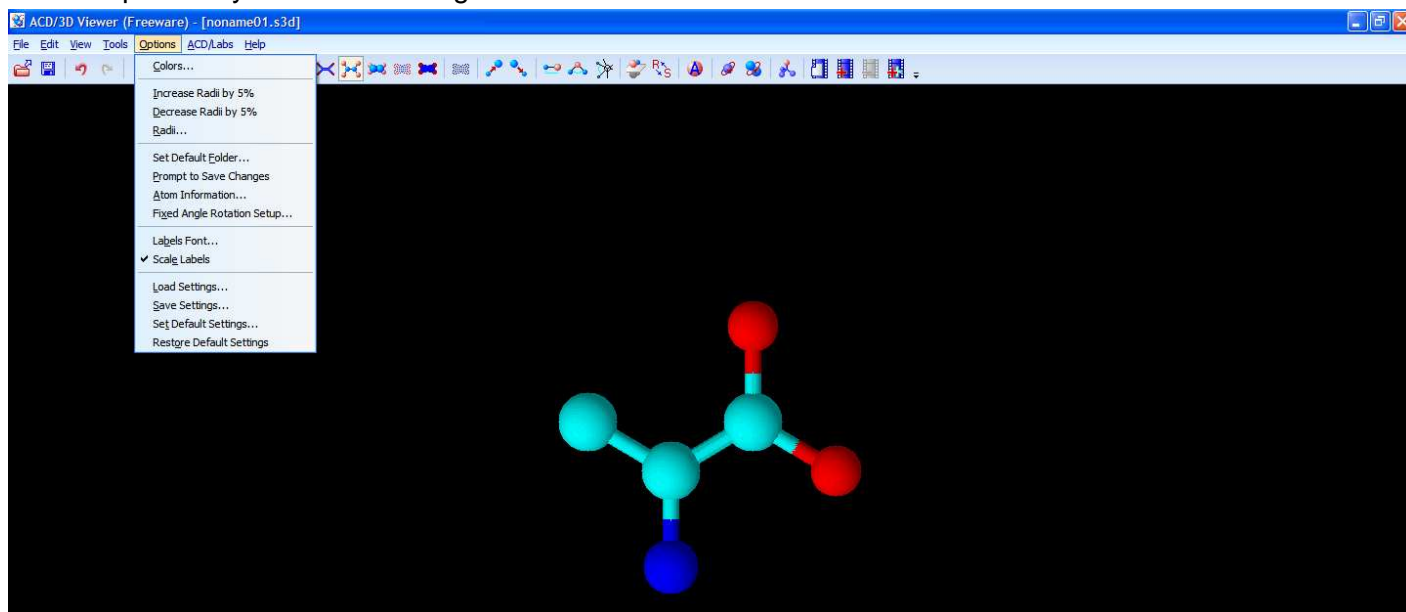 ACD/3D Viewer (Freeware) - [noname01.s3d]
File Edit View Tools Options ACD/Labs Help
Colors...
Increase Radii by 5%
Decrease Radii by 5%
Radii...
Set Default Folder...
Prompt to Save Changes
Atom Information...
Fixed Angle Rotation Setup...
Labels Font...
Scale Labels
Load Settings...
Save Settings...
Set Default Settings...
Restore Default Settings